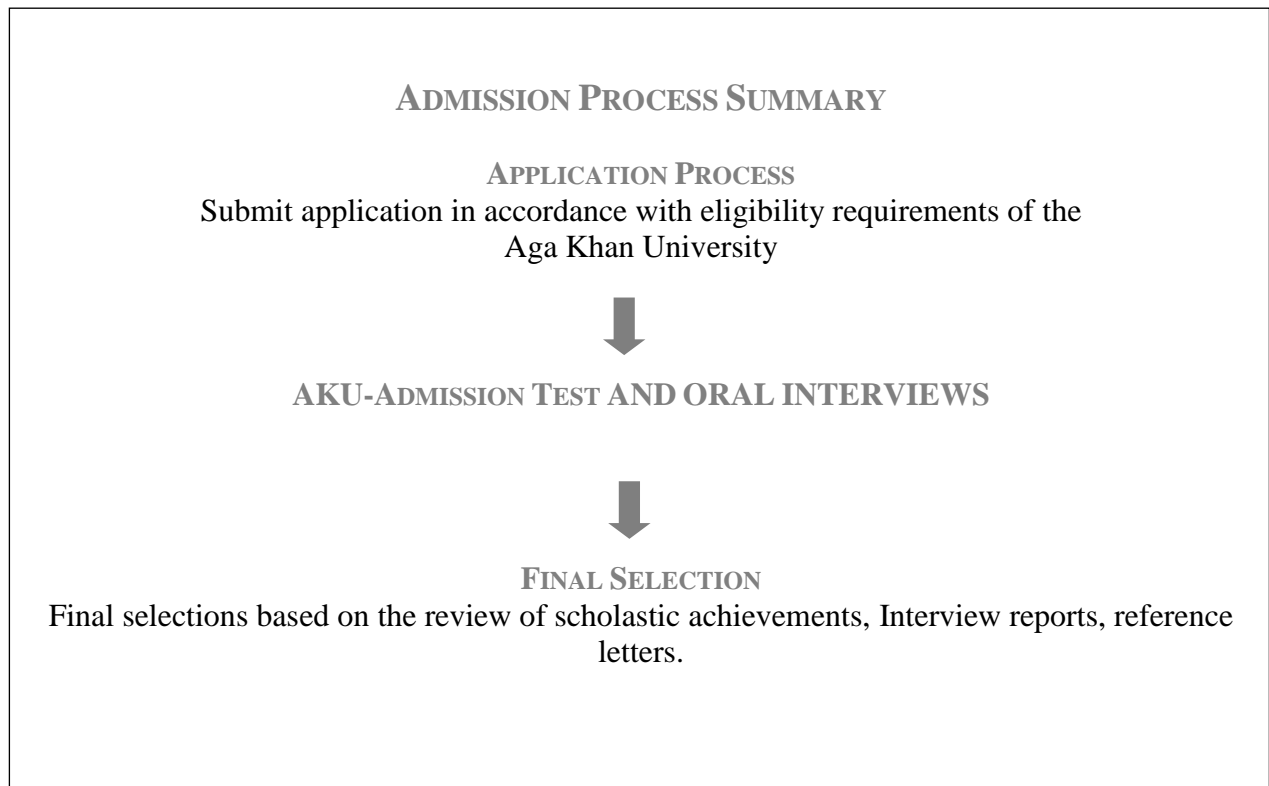 ADMISSION PROCESS SUMMARY
APPLICATION PROCESS
Submit application in accordance with eligibility requirements of the
Aga Khan University
AKU-ADMISSION TEST AND ORAL INTERVIEWS
FINAL SELECTION
Final selections based on the review of scholastic achievements, Interview reports, reference
letters.